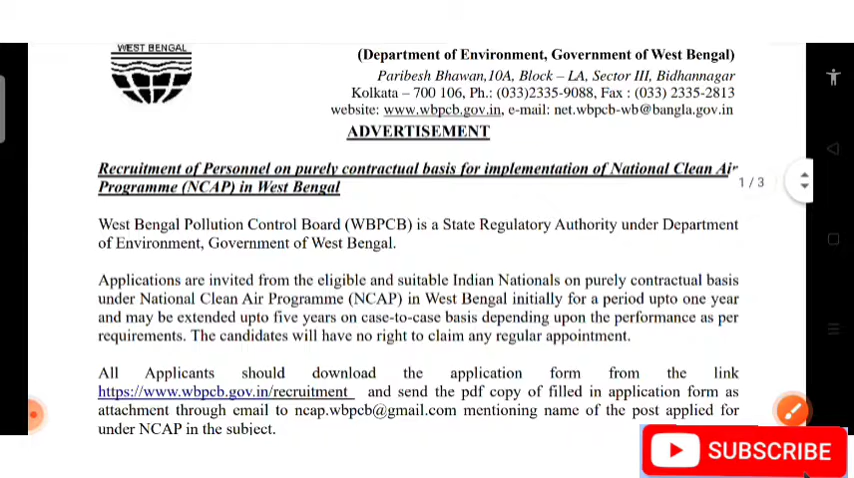 WEST BENGAL
(Department of Environment, Government of West Bengal)
Paribesh Bhawan,10A, Block – LA, Sector III, Bidhannagar
Kolkata – 700 106, Ph.: (033)2335-9088, Fax : (033) 2335-2813
website: www.wbpcb.gov.in, e-mail: net.wbpcb-wb@bangla.gov.in
ADVERTISEMENT
Recruitment of Personnel on purely contractual basis for implementation of National Clean Air
Programme (NCAP) in West Bengal
1 / 3
West Bengal Pollution Control Board (WBPCB) is a State Regulatory Authority under Department
of Environment, Government of West Bengal.
Applications are invited from the eligible and suitable Indian Nationals on purely contractual basis
under National Clean Air Programme (NCAP) in West Bengal initially for a period upto one year
and may be extended upto five years on case-to-case basis depending upon the performance as per
requirements. The candidates will have no right to claim any regular appointment.
All Applicants should download the application form from the link
https://www.wbpcb.gov.in/recruitment and send the pdf copy of filled in application form as
attachment through email to ncap.wbpcb@gmail.com mentioning name of the post applied for
under NCAP in the subject.
SUBSCRIBE